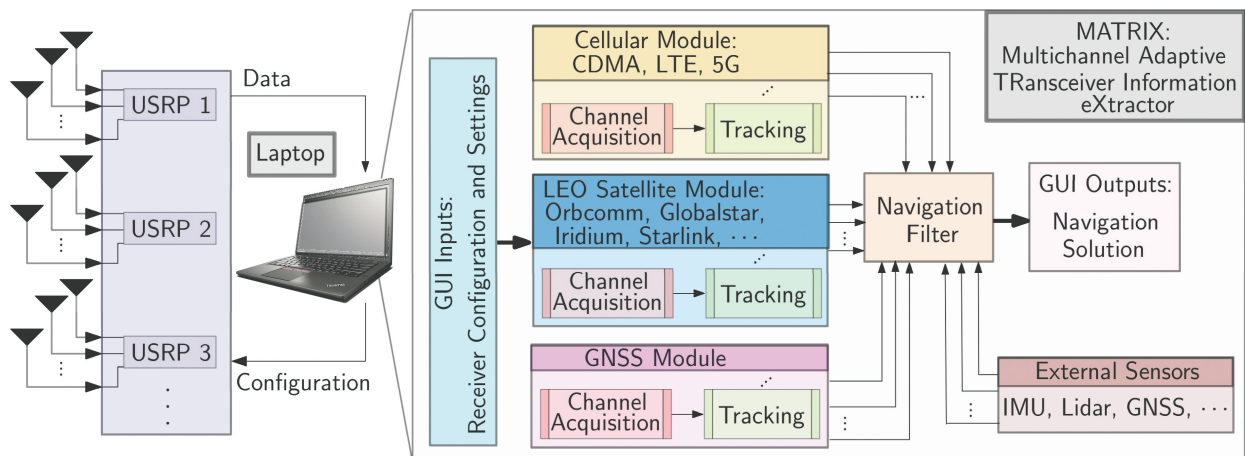 USRP 1
USRP 2
USRP 3
Data
Laptop
Configuration
GUI Inputs:
Receiver Configuration and Settings
Cellular Module:
CDMA, LTE, 5G
Channel
Acquisition
Tracking
LEO Satellite Module:
Orbcomm, Globalstar,
Iridium, Starlink, ···
Channel
Acquisition
Tracking
GNSS Module
Channel
Acquisition
Tracking
Navigation
Filter
MATRIX:
Multichannel Adaptive
TRansceiver Information
eXtractor
GUI Outputs:
Navigation
Solution
External Sensors
IMU, Lidar, GNSS, ···